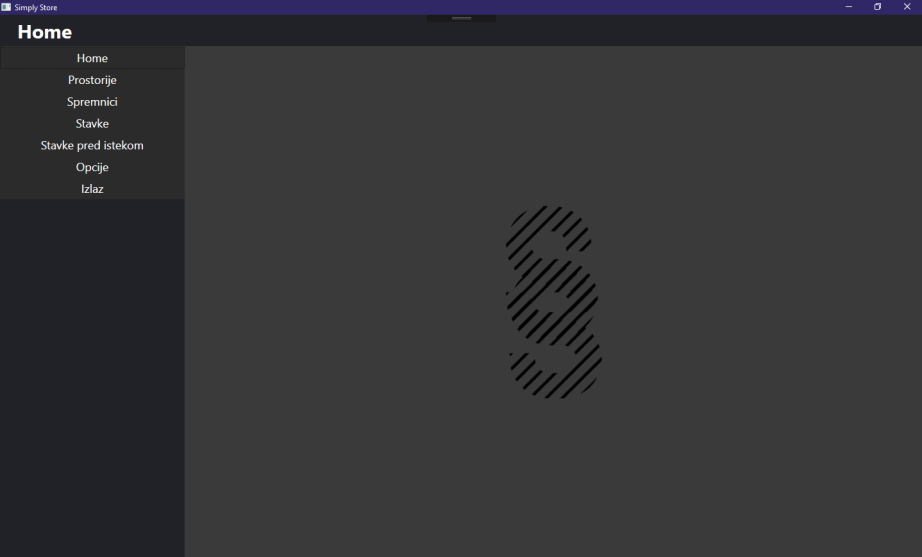 Simply Store
Home
Home
Prostorije
Spremnici
Stavke
Stavke pred istekom
Opcije
Izlaz